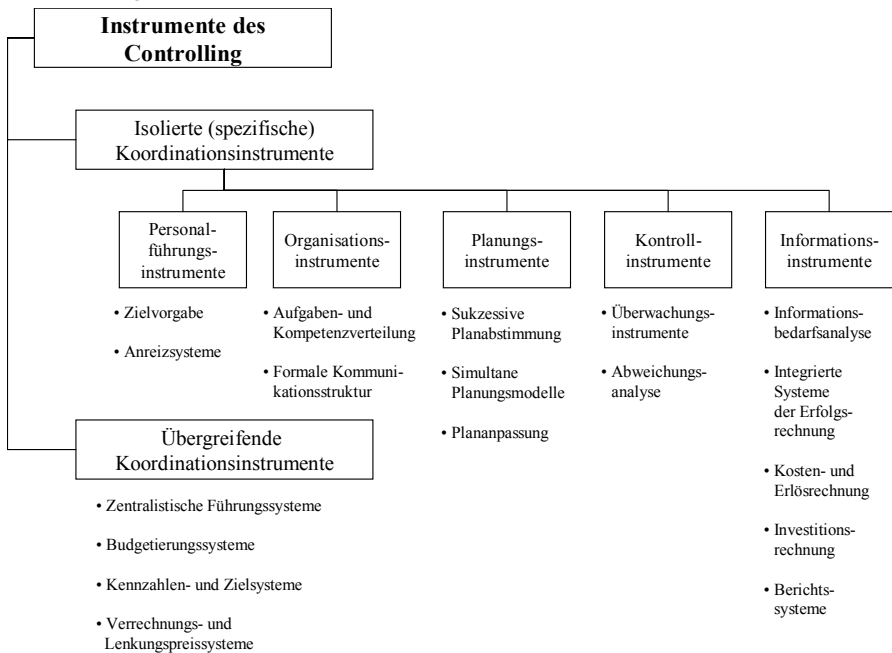 Instrumente des
Controlling
Isolierte (spezifische)
Koordinationsinstrumente
Personal-
führungs-
instrumente
Organisations-
instrumente
Planungs-
instrumente
Kontroll-
instrumente
Informations-
instrumente
• Zielvorgabe
• Anreizsysteme
• Aufgaben- und
Kompetenzverteilung
• Formale Kommuni-
kationsstruktur
• Sukzessive
Planabstimmung
• Simultane
Planungsmodelle
• Plananpassung
• Überwachungs-
instrumente
• Abweichungs-
analyse
• Informations-
bedarfsanalyse
• Integrierte
Systeme
der Erfolgs-
rechnung
• Kosten- und
Erlösrechnung
• Investitions-
rechnung
• Berichts-
systeme
Übergreifende
Koordinationsinstrumente
• Zentralistische Führungssysteme
• Budgetierungssysteme
• Kennzahlen- und Zielsysteme
• Verrechnungs- und
Lenkungspreissysteme